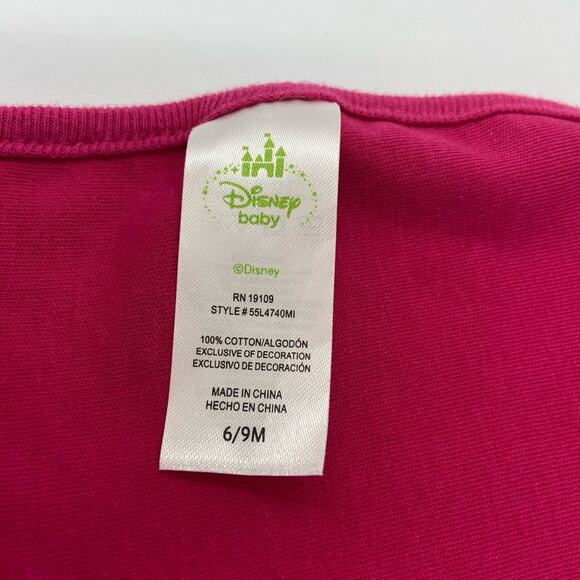 Disney
baby
©Disney
RN 19109
STYLE # 55L4740MI
100% COTTON/ALGODÓN
EXCLUSIVE OF DECORATION
EXCLUSIVO DE DECORACIÓN
MADE IN CHINA
HECHO EN CHINA
6/9M